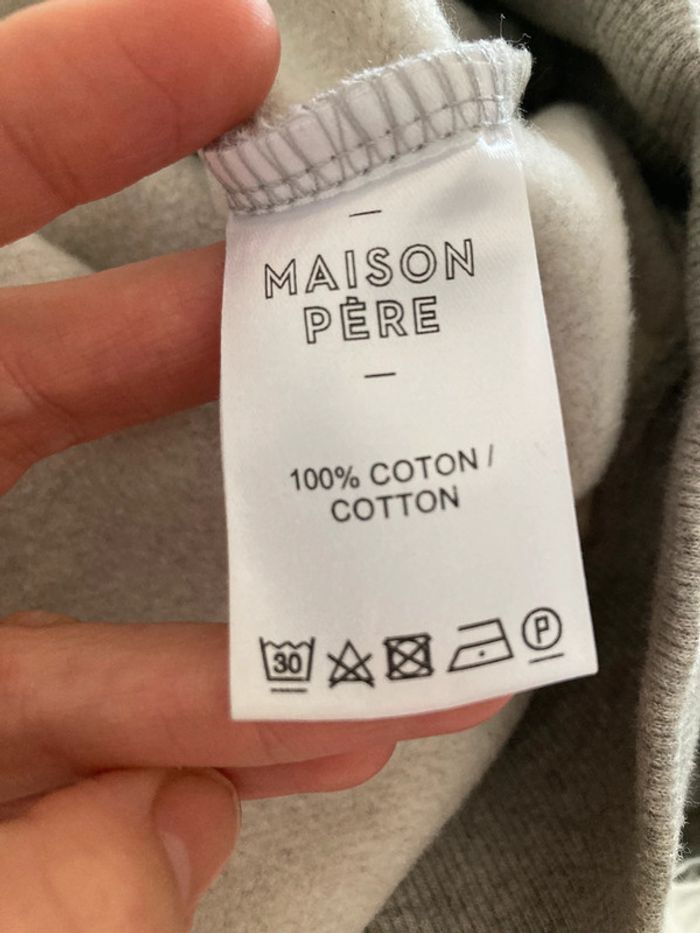 MAISON
PÈRE
100% COTON /
COTTON
30 P